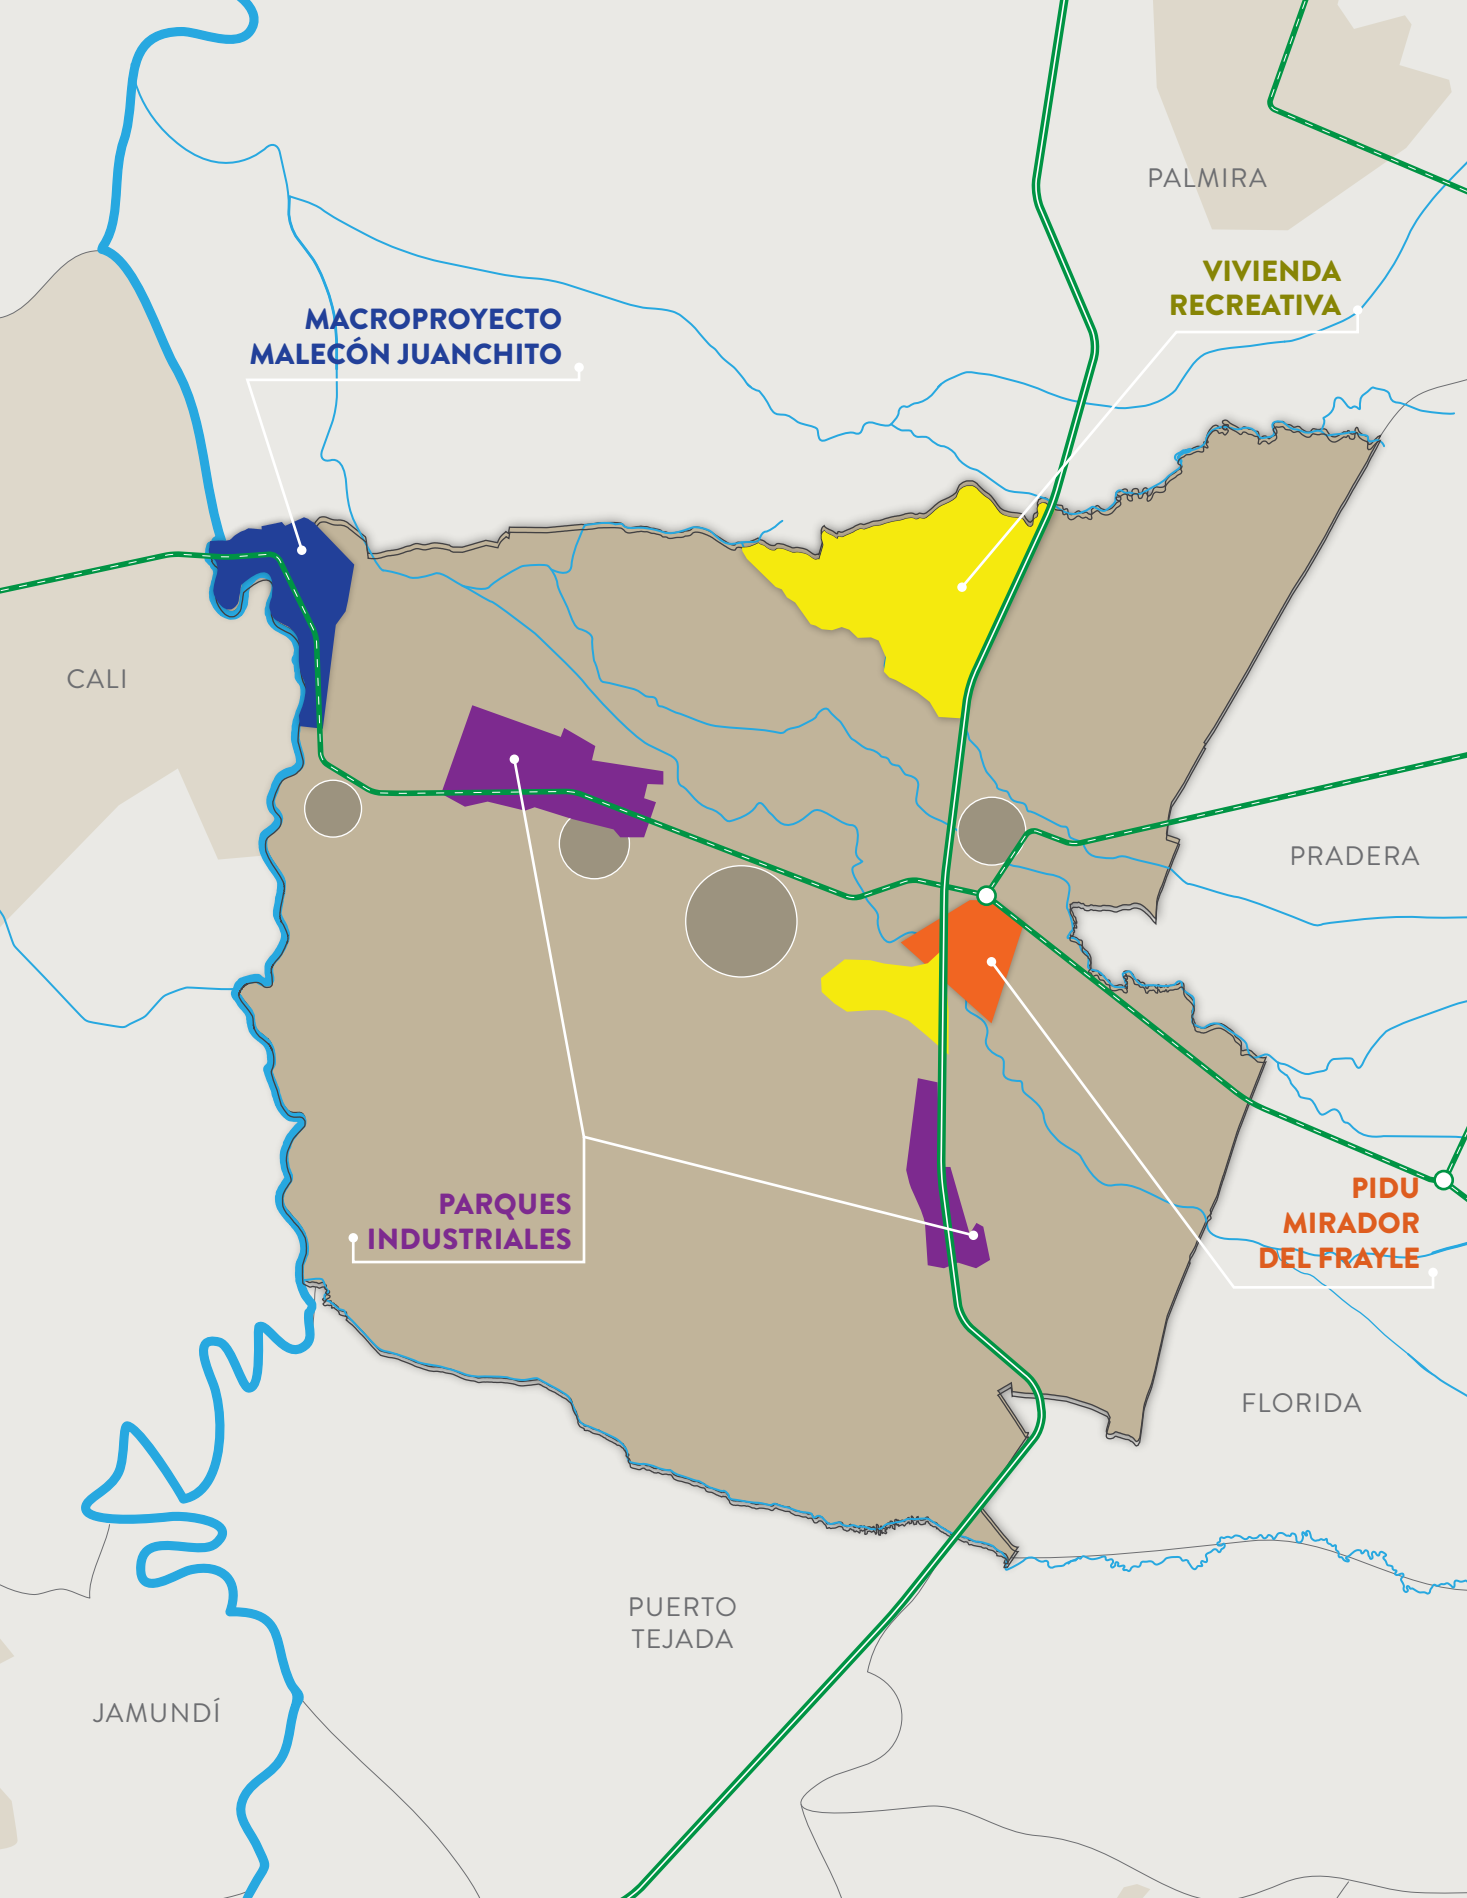 PALMIRA
VIVIENDA
RECREATIVA
MACROPROYECTO
MALECÓN JUANCHITO
CALI
PRADERA
PARQUES
INDUSTRIALES
PIDU
MIRADOR
DEL FRAYLE
FLORIDA
PUERTO
TEJADA
JAMUNDÍ